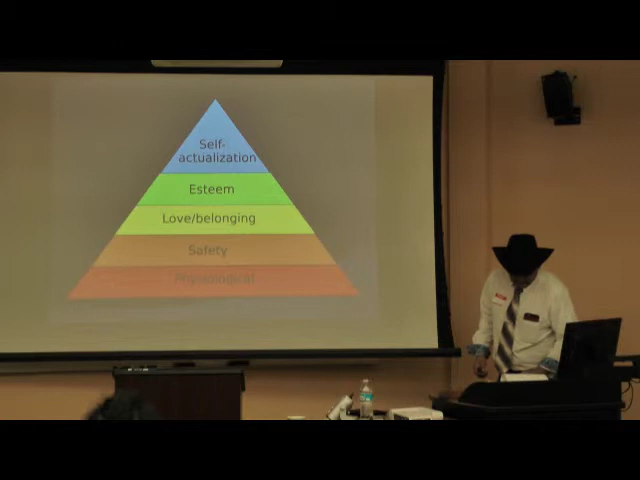 Self-
actualization
Esteem
Love/belonging
Safety
Physiological